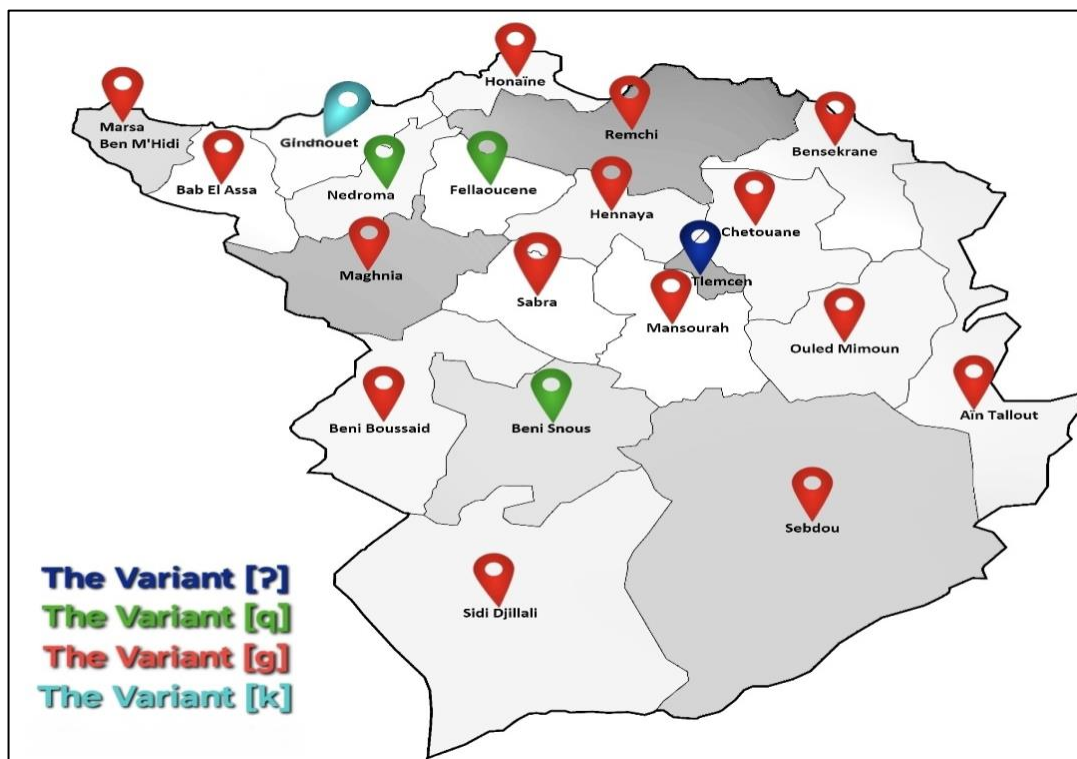 Honaïne
Marsa
Ben M'Hidi
Remchi
Bensekrane
Bab El Assa
Nedroma
Fellaoucene
Hennaya
Chetouane
Maghnia
Sabra
Tlemcen
Mansourah
Ouled Mimoun
Beni Boussaid
Beni Snous
Aïn Tallout
Sebdou
Sidi Djillali
The Variant [?]
The Variant [q]
The Variant [g]
The Variant [k]